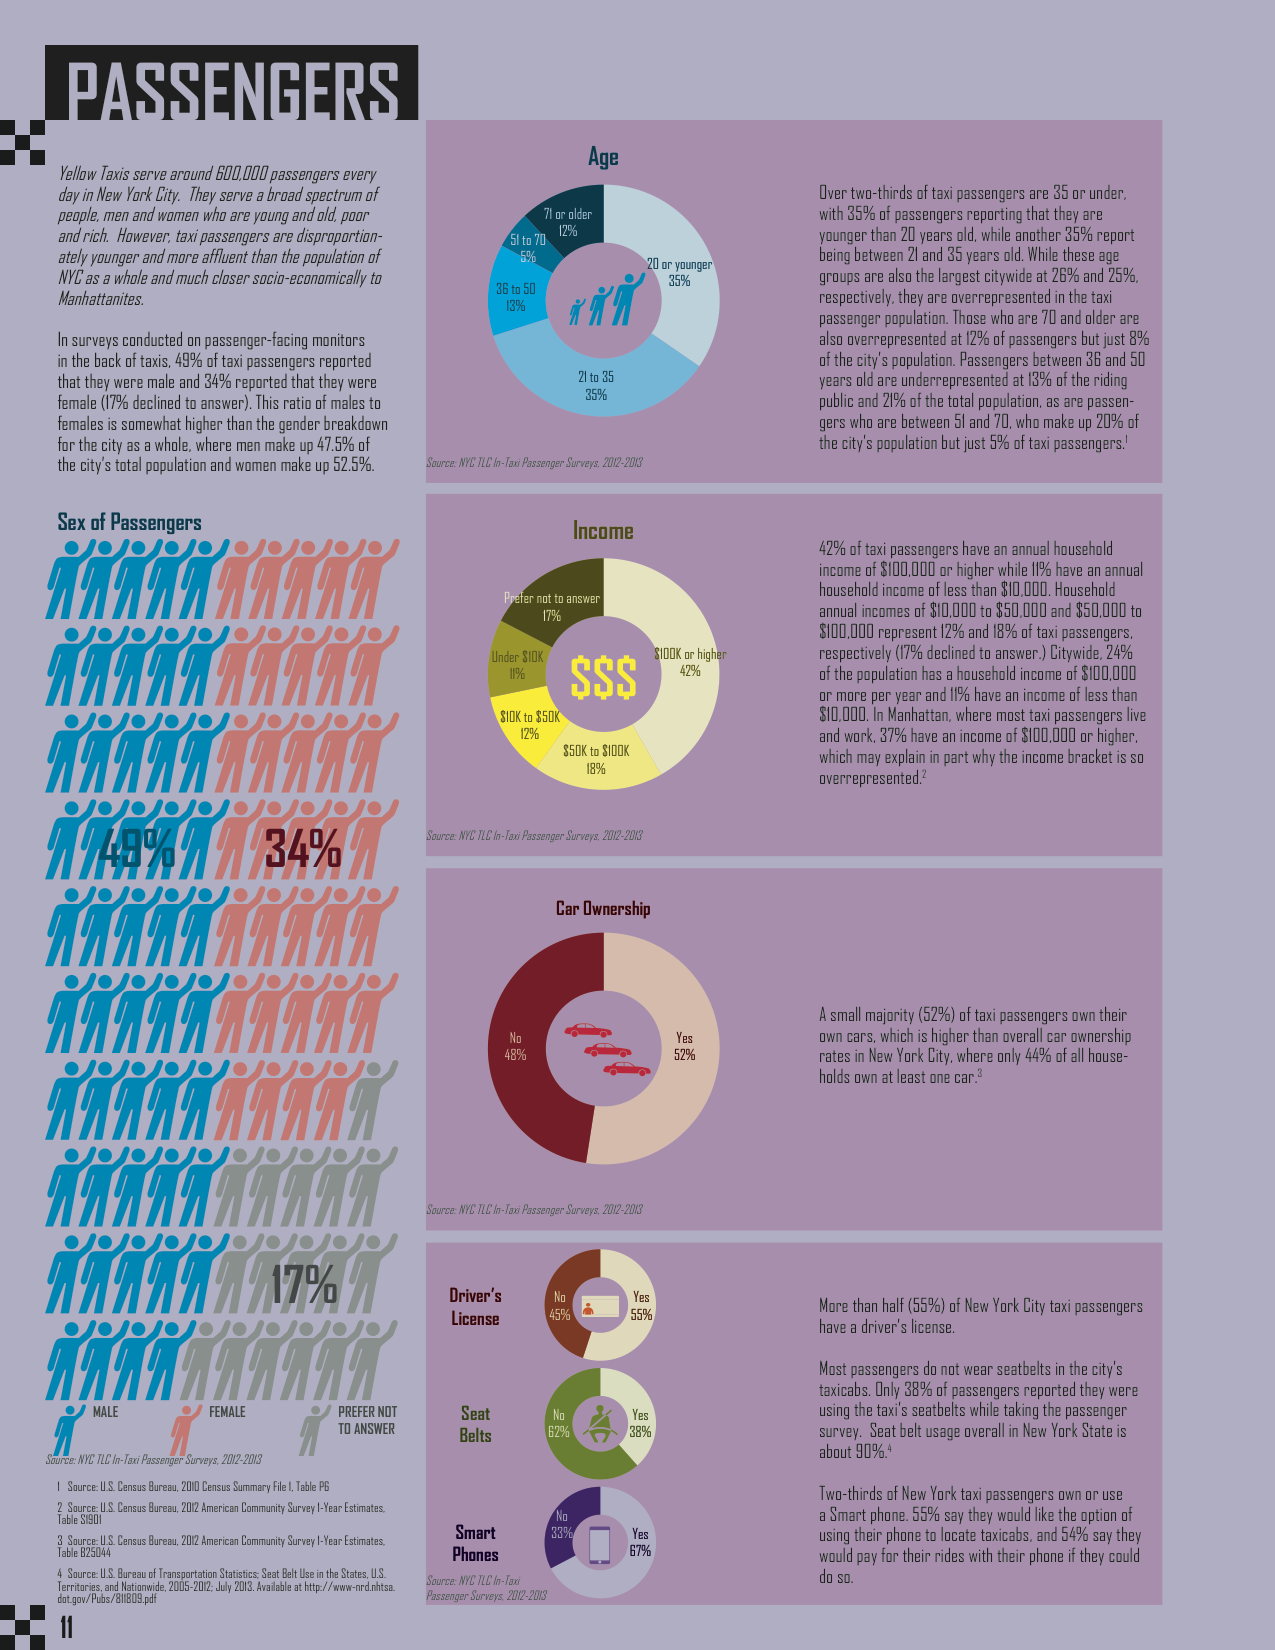 PASSENGERS
Yellow Taxis serve around 600,000 passengers every
day in New York City.  They serve a broad spectrum of
people, men and women who are young and old, poor
and rich.  However, taxi passengers are disproportion-
ately younger and more affluent than the population of
NYC as a whole and much closer socio-economically to
Manhattanites.
In surveys conducted on passenger-facing monitors
in the back of taxis, 49% of taxi passengers reported
that they were male and 34% reported that they were
female (17% declined to answer). This ratio of males to
females is somewhat higher than the gender breakdown
for the city as a whole, where men make up 47.5% of
the city's total population and women make up 52.5%.
Sex of Passengers
49%
34%
17%
MALE
FEMALE
PREFER NOT
TO ANSWER
Source: NYC TLC In-Taxi Passenger Surveys, 2012-2013
1 Source: U.S. Census Bureau, 2010 Census Summary File 1, Table P6
2 Source: U.S. Census Bureau, 2012 American Community Survey 1-Year Estimates,
Table S1901
3 Source: U.S. Census Bureau, 2012 American Community Survey 1-Year Estimates,
Table B25044
4 Source: U.S. Bureau of Transportation Statistics; Seat Belt Use in the States, U.S.
Territories, and Nationwide, 2005-2012; July 2013. Available at http://www-nrd.nhtsa.
dot.gov/Pubs/811809.pdf
11
Age
71 or older
12%
51 to 70
5%
36 to 50
13%
20 or younger
35%
21 to 35
35%
Source: NYC TLC In-Taxi Passenger Surveys, 2012-2013
Over two-thirds of taxi passengers are 35 or under,
with 35% of passengers reporting that they are
younger than 20 years old, while another 35% report
being between 21 and 35 years old. While these age
groups are also the largest citywide at 26% and 25%,
respectively, they are overrepresented in the taxi
passenger population. Those who are 70 and older are
also overrepresented at 12% of passengers but just 8%
of the city's population. Passengers between 36 and 50
years old are underrepresented at 13% of the riding
public and 21% of the total population, as are passen-
gers who are between 51 and 70, who make up 20% of
the city's population but just 5% of taxi passengers.1
Income
Prefer not to answer
17%
Under $10K
11%
$100K or higher
42%
$$$
$10K to $50K
12%
$50K to $100K
18%
Source: NYC TLC In-Taxi Passenger Surveys, 2012-2013
42% of taxi passengers have an annual household
income of $100,000 or higher while 11% have an annual
household income of less than $10,000. Household
annual incomes of $10,000 to $50,000 and $50,000 to
$100,000 represent 12% and 18% of taxi passengers,
respectively (17% declined to answer.) Citywide, 24%
of the population has a household income of $100,000
or more per year and 11% have an income of less than
$10,000. In Manhattan, where most taxi passengers live
and work, 37% have an income of $100,000 or higher,
which may explain in part why the income bracket is so
overrepresented.2
Car Ownership
No
48%
Yes
52%
Source: NYC TLC In-Taxi Passenger Surveys, 2012-2013
A small majority (52%) of taxi passengers own their
own cars, which is higher than overall car ownership
rates in New York City, where only 44% of all house-
holds own at least one car.3
Driver's
License
No
45%
Yes
55%
Seat
Belts
No
62%
Yes
38%
Smart
Phones
No
33%
Yes
67%
Source: NYC TLC In-Taxi
Passenger Surveys, 2012-2013
More than half (55%) of New York City taxi passengers
have a driver's license.
Most passengers do not wear seatbelts in the city's
taxicabs. Only 38% of passengers reported they were
using the taxi's seatbelts while taking the passenger
survey.  Seat belt usage overall in New York State is
about 90%.4
Two-thirds of New York taxi passengers own or use
a Smart phone. 55% say they would like the option of
using their phone to locate taxicabs, and 54% say they
would pay for their rides with their phone if they could
do so.